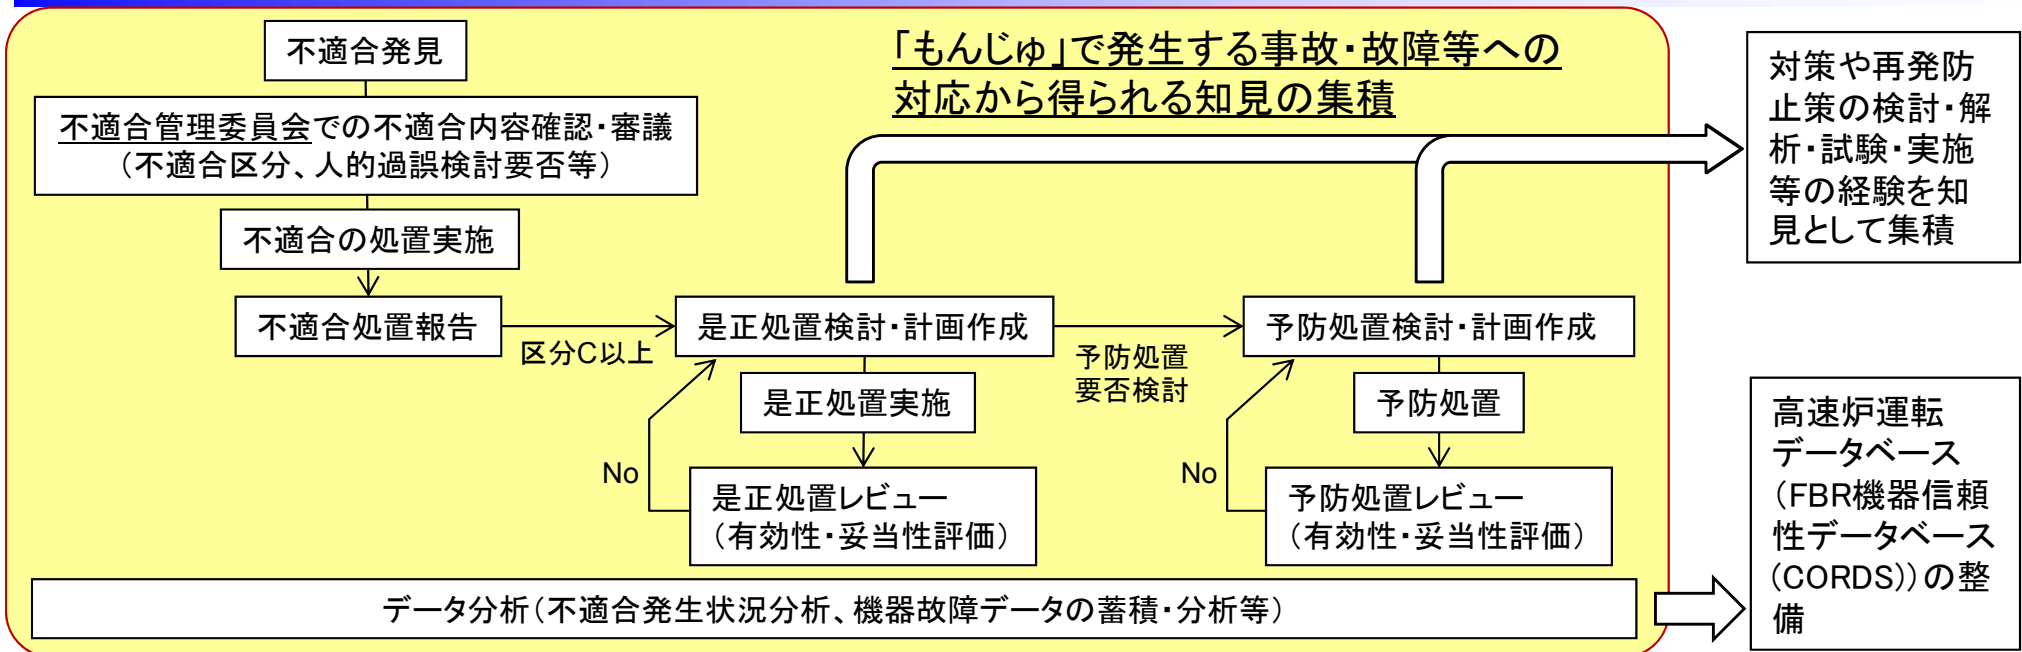 不適合発見
「もんじゅ」で発生する事故・故障等への
対応から得られる知見の集積
不適合管理委員会での不適合内容確認・審議
（不適合区分、人的過誤検討要否等）
不適合の処置実施
不適合処置報告
区分C以上
是正処置検討・計画作成
予防処置
要否検討
予防処置検討・計画作成
是正処置実施
予防処置
No
是正処置レビュー
（有効性・妥当性評価）
No
予防処置レビュー
（有効性・妥当性評価）
データ分析（不適合発生状況分析、機器故障データの蓄積・分析等）
対策や再発防
止策の検討・解
析・試験・実施
等の経験を知
見として集積
高速炉運転
データベース
（FBR機器信頼
性データベース
（CORDS））の整
備